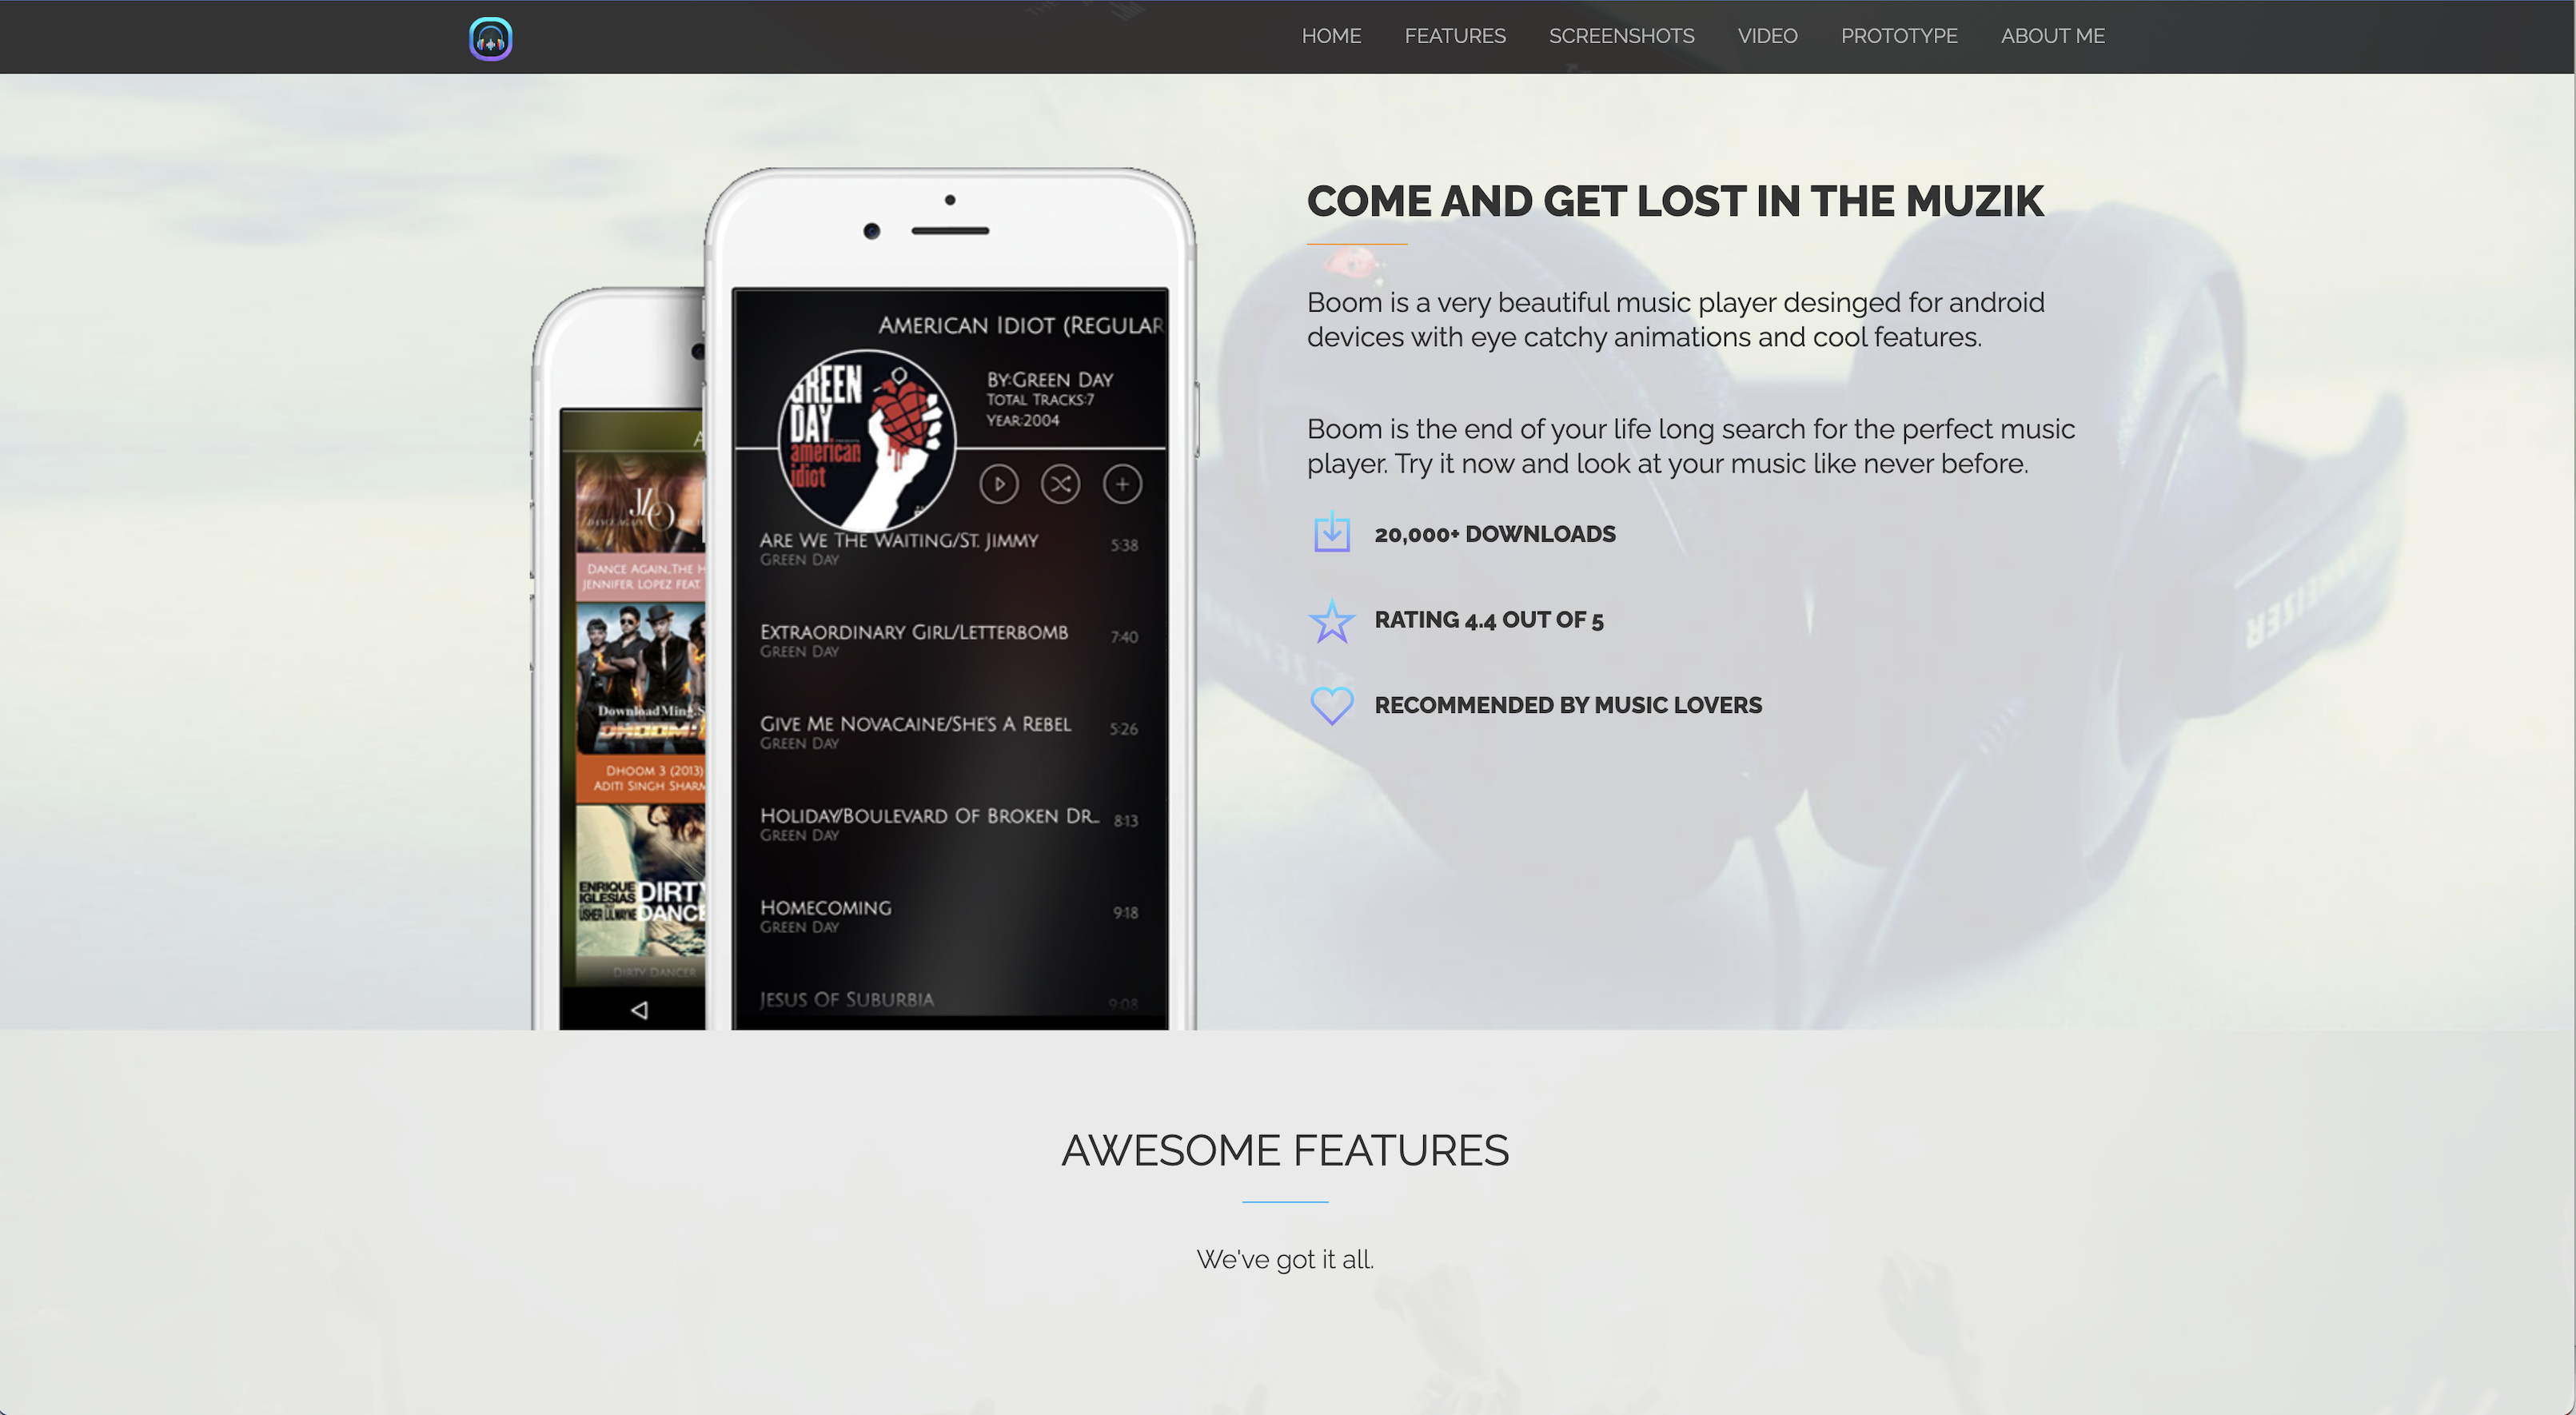 HOME FEATURES SCREENSHOTS VIDEO PROTOTYPE ABOUT ME
COME AND GET LOST IN THE MUZIK
Boom is a very beautiful music player desinged for android
devices with eye catchy animations and cool features.
Boom is the end of your life long search for the perfect music
player. Try it now and look at your music like never before.
20,000+ DOWNLOADS
RATING 4.4 OUT OF 5
RECOMMENDED BY MUSIC LOVERS
AMERICAN IDIOT (REGULAR
GREEN
DAY
american
idiot
BY:GREEN DAY
TOTAL TRACKS:7
YEAR:2004
ARE WE THE WAITING/ST. JIMMY 5:38
GREEN DAY
EXTRAORDINARY GIRL/LETTERBOMB 7:40
GREEN DAY
GIVE ME NOVACAINE/SHE'S A REBEL 5:26
GREEN DAY
HOLIDAY/BOULEVARD OF BROKEN DR... 8:13
GREEN DAY
HOMECOMING 9:18
GREEN DAY
JESUS OF SUBURBIA 9:08
A
JLO
DANCE AGAIN...THE H
JENNIFER LOPEZ FEAT.
DownloadMing.S
DHOOM:
DHOOM 3 (2013)
ADITI SINGH SHARM
ENRIQUE
IGLESIAS
USHER LIL WAYNE
DIRTY
DANCE
DIRTY DANCER
AWESOME FEATURES
We've got it all.